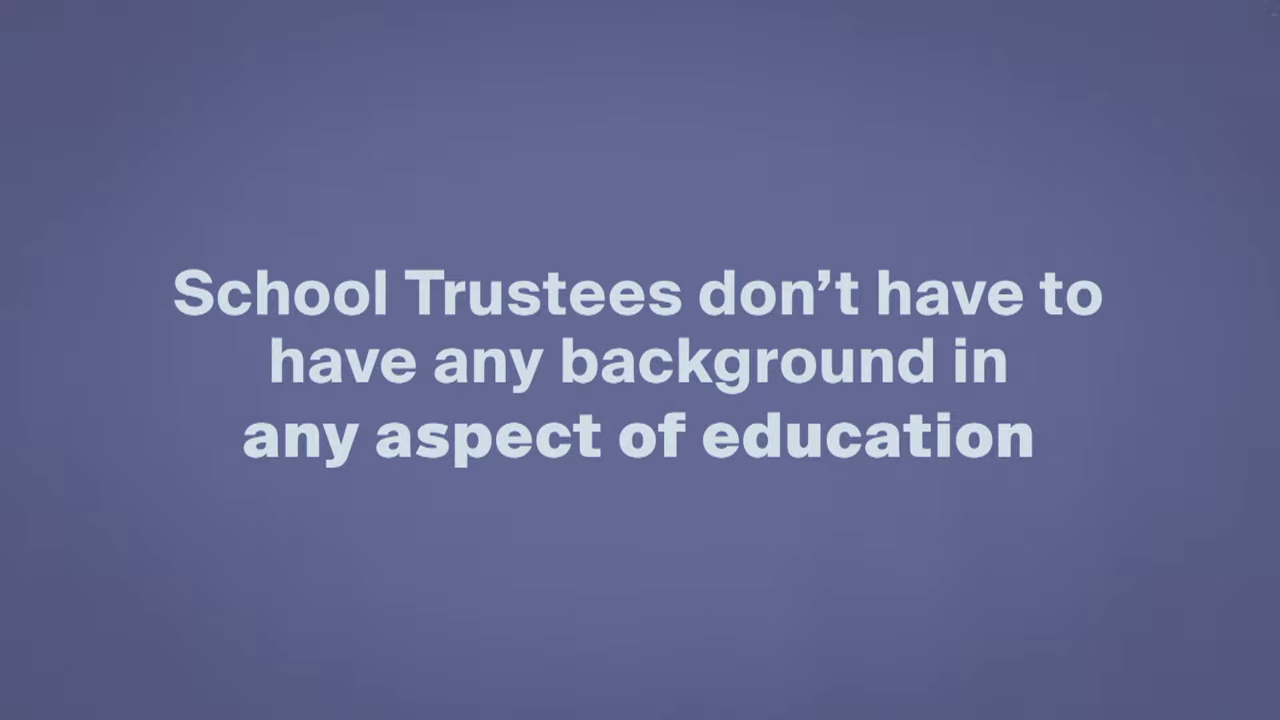 School Trustees don’t have to
have any background in
any aspect of education